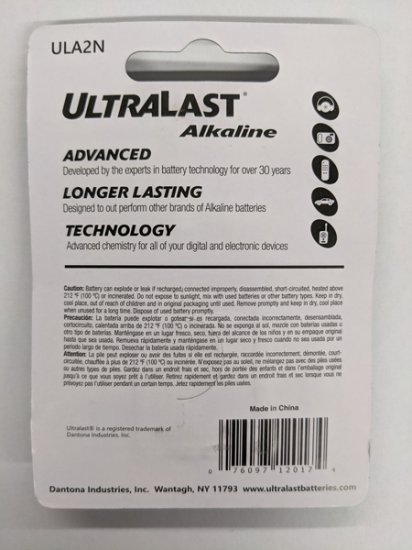 ULA2N
ULTRALAST®
Alkaline
ADVANCED
Developed by the experts in battery technology for over 30 years
LONGER LASTING
Designed to out perform other brands of Alkaline batteries
TECHNOLOGY
Advanced chemistry for all of your digital and electronic devices
Caution: Battery can explode or leak if recharged; connected improperly, disassembled, short-circuited, heated above
212 °F (100 °C) or incinerated. Do not expose to sunlight, mix with used batteries or other battery types. Keep in dry,
cool place, out of reach of children and in original packaging until used. Remove promptly and keep in dry, cool place
when unused for a long time. Dispose of used battery promptly.
Precaución: La batería puede explotar o gotear si es recargada, conectada incorrectamente, desensamblada,
cortocircuito, calentada arriba de 212 °F (100 °C) o incinerada. No se exponga al sol, mezcle con baterías usadas o
otro tipo de baterías. Manténgase en un lugar fresco, seco, fuera del alcance de los niños y en su empaque original
hasta que sea usada. Remueva rapidamente y manténgase en un lugar seco y fresco cuando no sea usada por un
período largo de tiempo. Desechar la batería usada rápidamente.
Attention: La pile peut exploser ou avoir des fuites si elle est rechargée, raccordée incorrectement, démontée, court-
circuitée, chauffée à plus de 212 °F (100 °C) ou incinérée. N'exposez pas au soleil, ne mélangez pas avec des piles usées
ou autres types de piles. Gardez dans un endroit frais et sec, hors de portée des enfants et dans l'emballage original
jusqu'à ce que vous soyez prêt à l'utiliser. Retirez rapidement et gardez dans un endroit frais et sec lorsque vous ne
prévoyez pas l'utiliser pendant un certain temps. Jetez rapidement les piles usées.
Made in China
Ultralast® is a registered trademark of
Dantona Industries, Inc.
0 76097 12017 4
Dantona Industries, Inc. Wantagh, NY 11793 www.ultralastbatteries.com